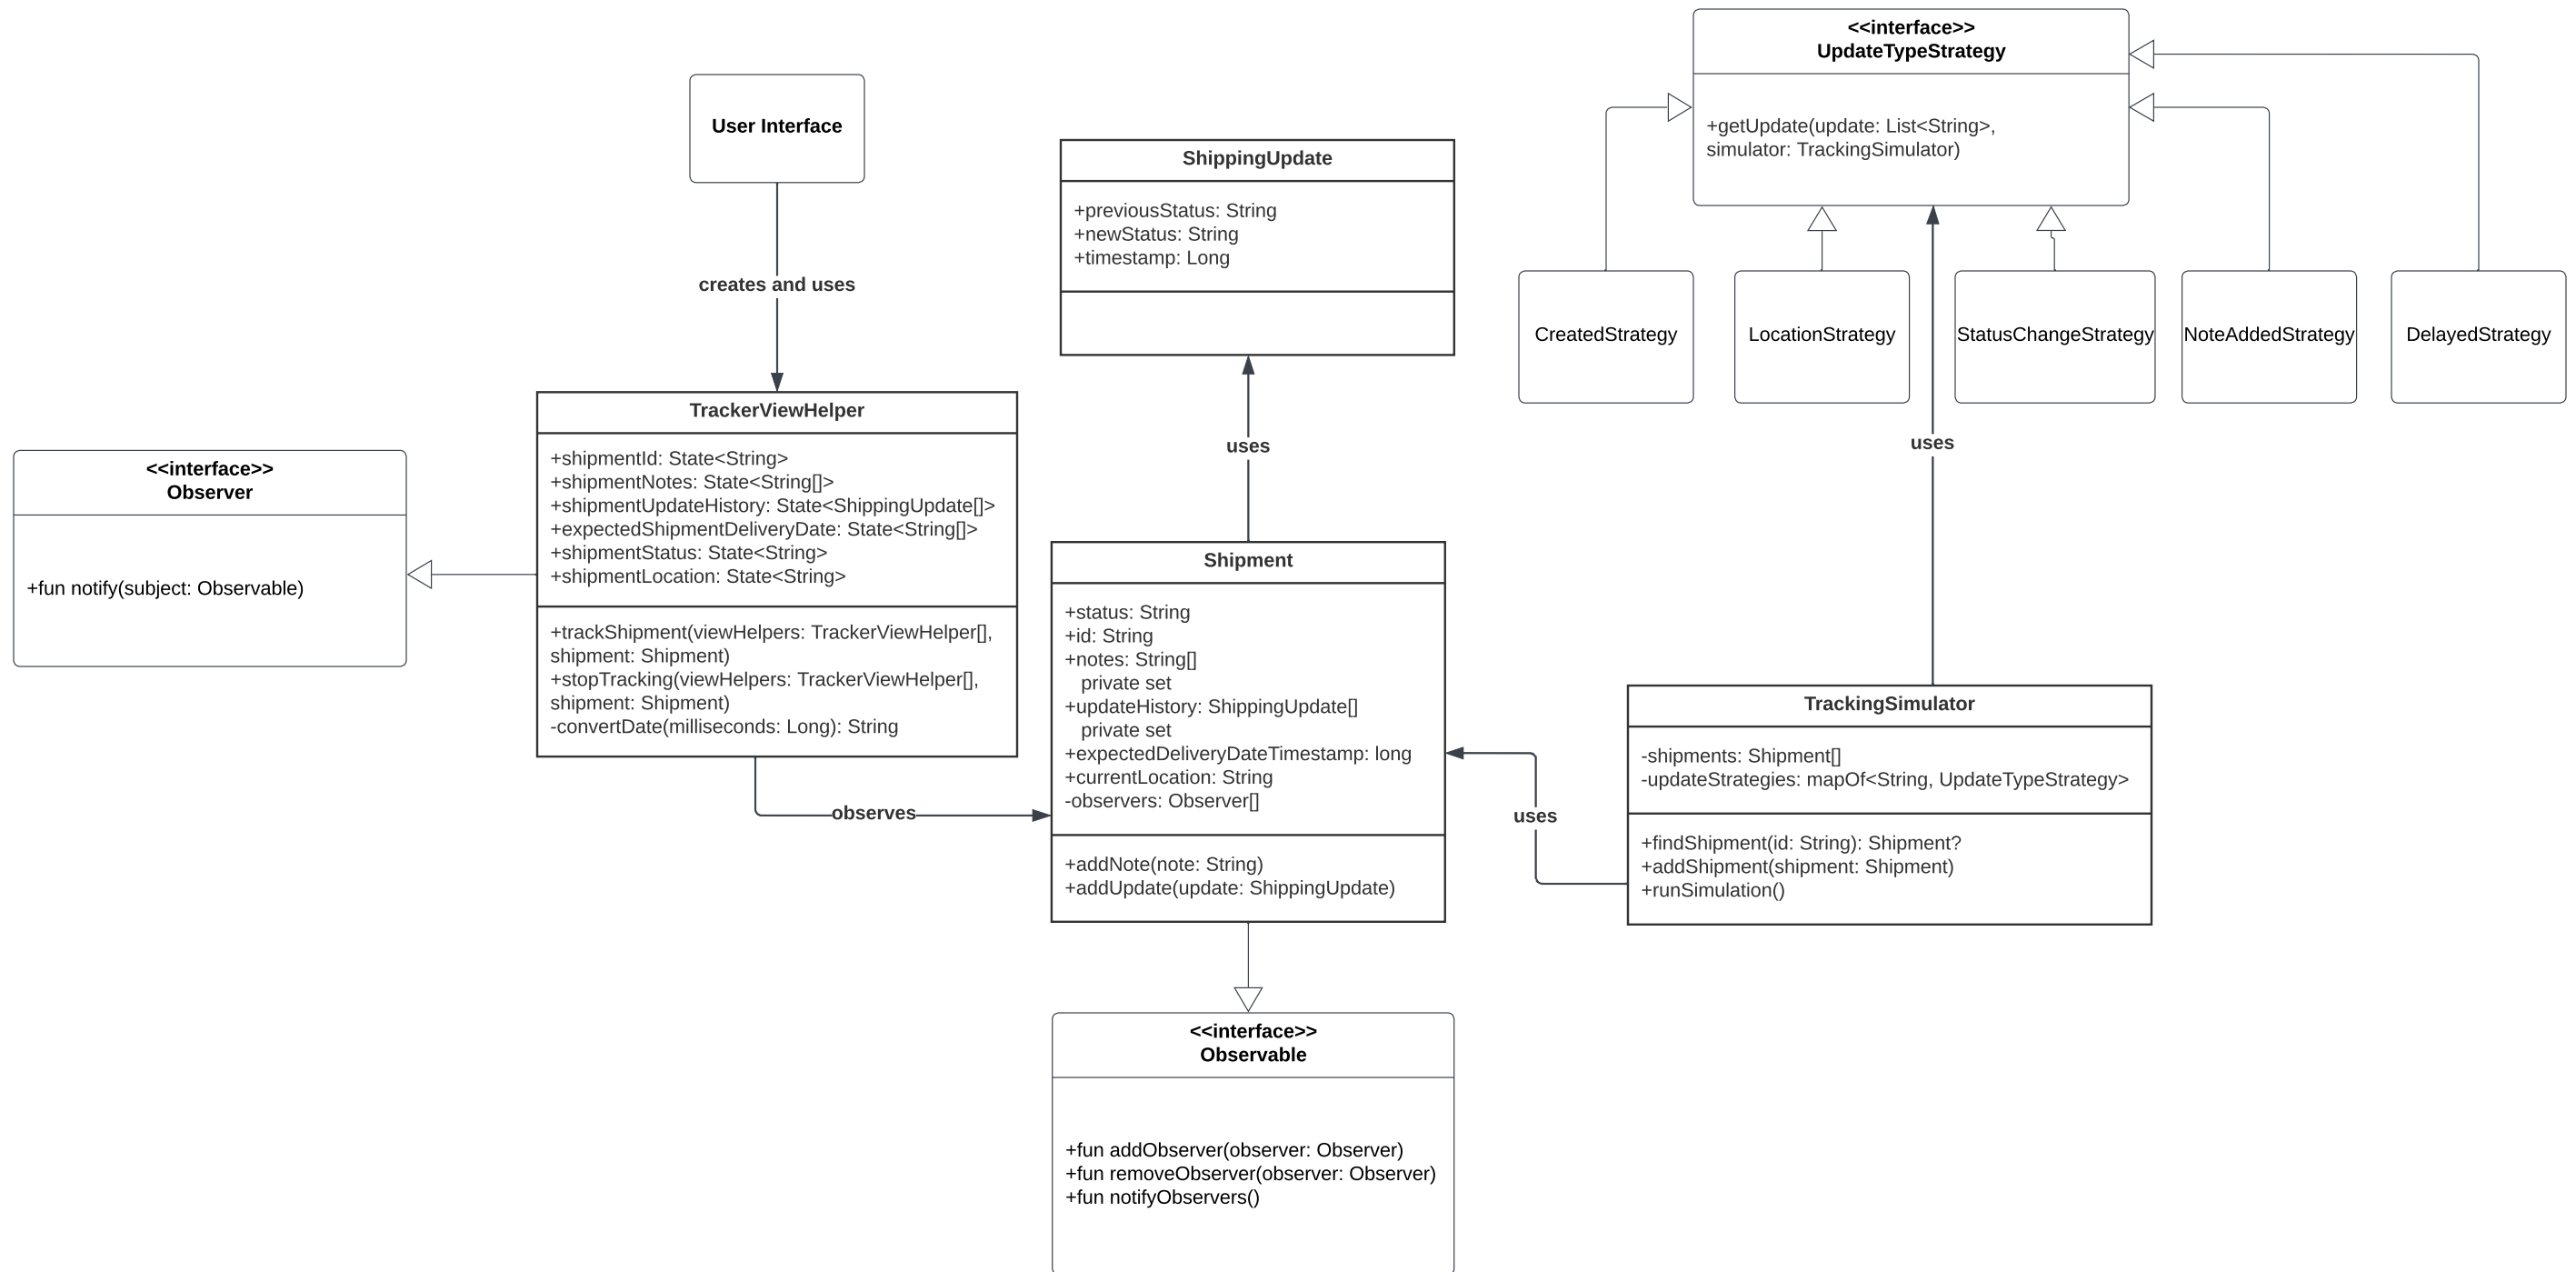 User Interface
creates and uses
<<interface>>
Observer
+fun notify(subject: Observable)
TrackerViewHelper
+shipmentId: State<String>
+shipmentNotes: State<String[]>
+shipmentUpdateHistory: State<ShippingUpdate[]>
+expectedShipmentDeliveryDate: State<String[]>
+shipmentStatus: State<String>
+shipmentLocation: State<String>
+trackShipment(viewHelpers: TrackerViewHelper[],
shipment: Shipment)
+stopTracking(viewHelpers: TrackerViewHelper[],
shipment: Shipment)
-convertDate(milliseconds: Long): String
observes
ShippingUpdate
+previousStatus: String
+newStatus: String
+timestamp: Long
uses
Shipment
+status: String
+id: String
+notes: String[]
private set
+updateHistory: ShippingUpdate[]
private set
+expectedDeliveryDateTimestamp: long
+currentLocation: String
-observers: Observer[]
+addNote(note: String)
+addUpdate(update: ShippingUpdate)
<<interface>>
Observable
+fun addObserver(observer: Observer)
+fun removeObserver(observer: Observer)
+fun notifyObservers()
<<interface>>
UpdateTypeStrategy
+getUpdate(update: List<String>,
simulator: TrackingSimulator)
CreatedStrategy
LocationStrategy
StatusChangeStrategy
NoteAddedStrategy
DelayedStrategy
uses
uses
TrackingSimulator
-shipments: Shipment[]
-updateStrategies: mapOf<String, UpdateTypeStrategy>
+findShipment(id: String): Shipment?
+addShipment(shipment: Shipment)
+runSimulation()